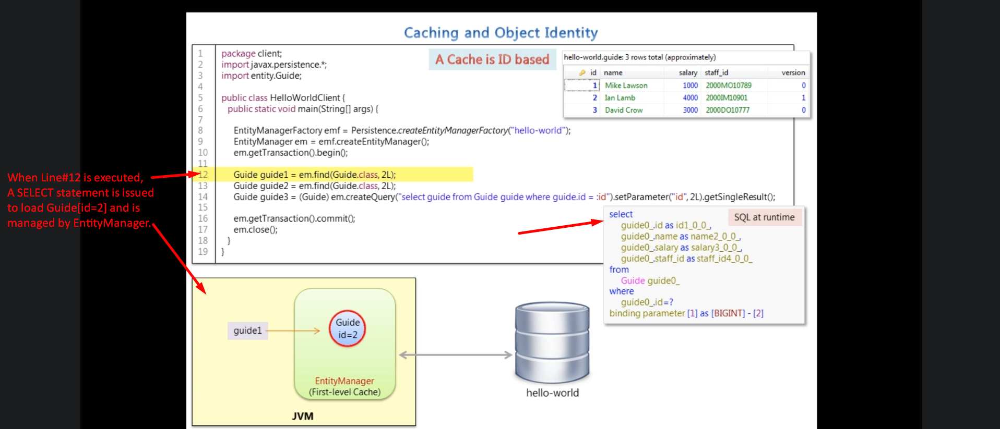 Caching and Object Identity
A Cache is ID based
1 package client;
2 import javax.persistence.*;
3 import entity.Guide;
4
5 public class HelloWorldClient {
6 public static void main(String[] args) {
7
8 EntityManagerFactory emf = Persistence.createEntityManagerFactory("hello-world");
9 EntityManager em = emf.createEntityManager();
10 em.getTransaction().begin();
11
12 Guide guide1 = em.find(Guide.class, 2L);
13 Guide guide2 = em.find(Guide.class, 2L);
14 Guide guide3 = (Guide) em.createQuery("select guide from Guide guide where guide.id = :id").setParameter("id", 2L).getSingleResult();
15
16 em.getTransaction().commit();
17 em.close();
18 }
19 }
hello-world.guide: 3 rows total (approximately)
id name salary staff_id version
1 Mike Lawson 1000 2000MO10789 0
2 Ian Lamb 4000 2000IM10901 1
3 David Crow 3000 2000DO10777 0
When Line#12 is executed,
A SELECT statement is issued
to load Guide[id=2] and is
managed by EntityManager.
SQL at runtime
select
guide0_.id as id1_0_0_,
guide0_.name as name2_0_0_,
guide0_.salary as salary3_0_0_,
guide0_.staff_id as staff_id4_0_0_
from
Guide guide0_
where
guide0_.id=?
binding parameter [1] as [BIGINT] - [2]
guide1
Guide
id=2
EntityManager
(First-level Cache)
JVM
hello-world